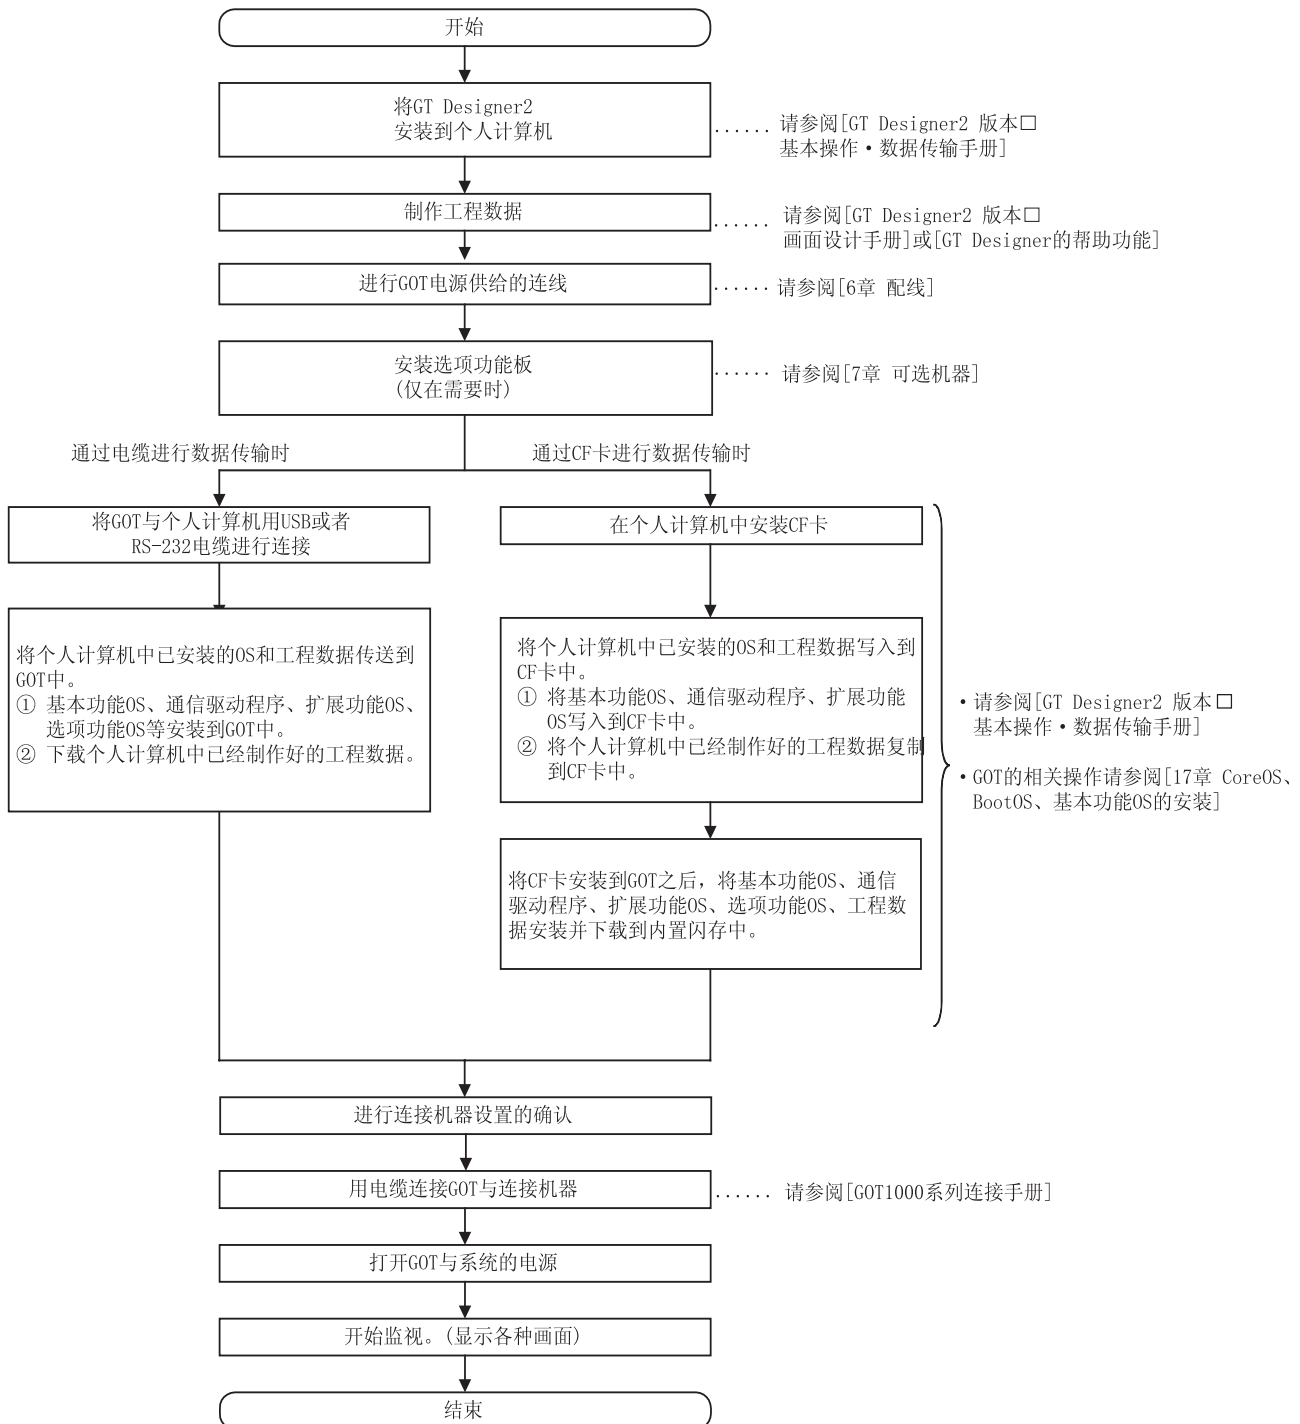 开始
将GT Designer2
安装到个人计算机
······ 请参阅[GT Designer2 版本□
基本操作·数据传输手册]
制作工程数据
······ 请参阅[GT Designer2 版本□
画面设计手册]或[GT Designer的帮助功能]
进行GOT电源供给的连线
······ 请参阅[6章 配线]
安装选项功能板
(仅在需要时)
······ 请参阅[7章 可选机器]
通过电缆进行数据传输时
通过CF卡进行数据传输时
将GOT与个人计算机用USB或者
RS-232电缆进行连接
将个人计算机中已安装的OS和工程数据传送到
GOT中。
① 基本功能OS、通信驱动程序、扩展功能OS、
选项功能OS等安装到GOT中。
② 下载个人计算机中已经制作好的工程数据。
在个人计算机中安装CF卡
将个人计算机中已安装的OS和工程数据写入到
CF卡中。
① 将基本功能OS、通信驱动程序、扩展功能
OS写入到CF卡中。
② 将个人计算机中已经制作好的工程数据复制
到CF卡中。
将CF卡安装到GOT之后，将基本功能OS、通信
驱动程序、扩展功能OS、选项功能OS、工程数
据安装并下载到内置闪存中。
·请参阅[GT Designer2 版本□
基本操作·数据传输手册]
·GOT的相关操作请参阅[17章 CoreOS、
BootOS、基本功能OS的安装]
进行连接机器设置的确认
用电缆连接GOT与连接机器
······ 请参阅[GOT1000系列连接手册]
打开GOT与系统的电源
开始监视。(显示各种画面)
结束